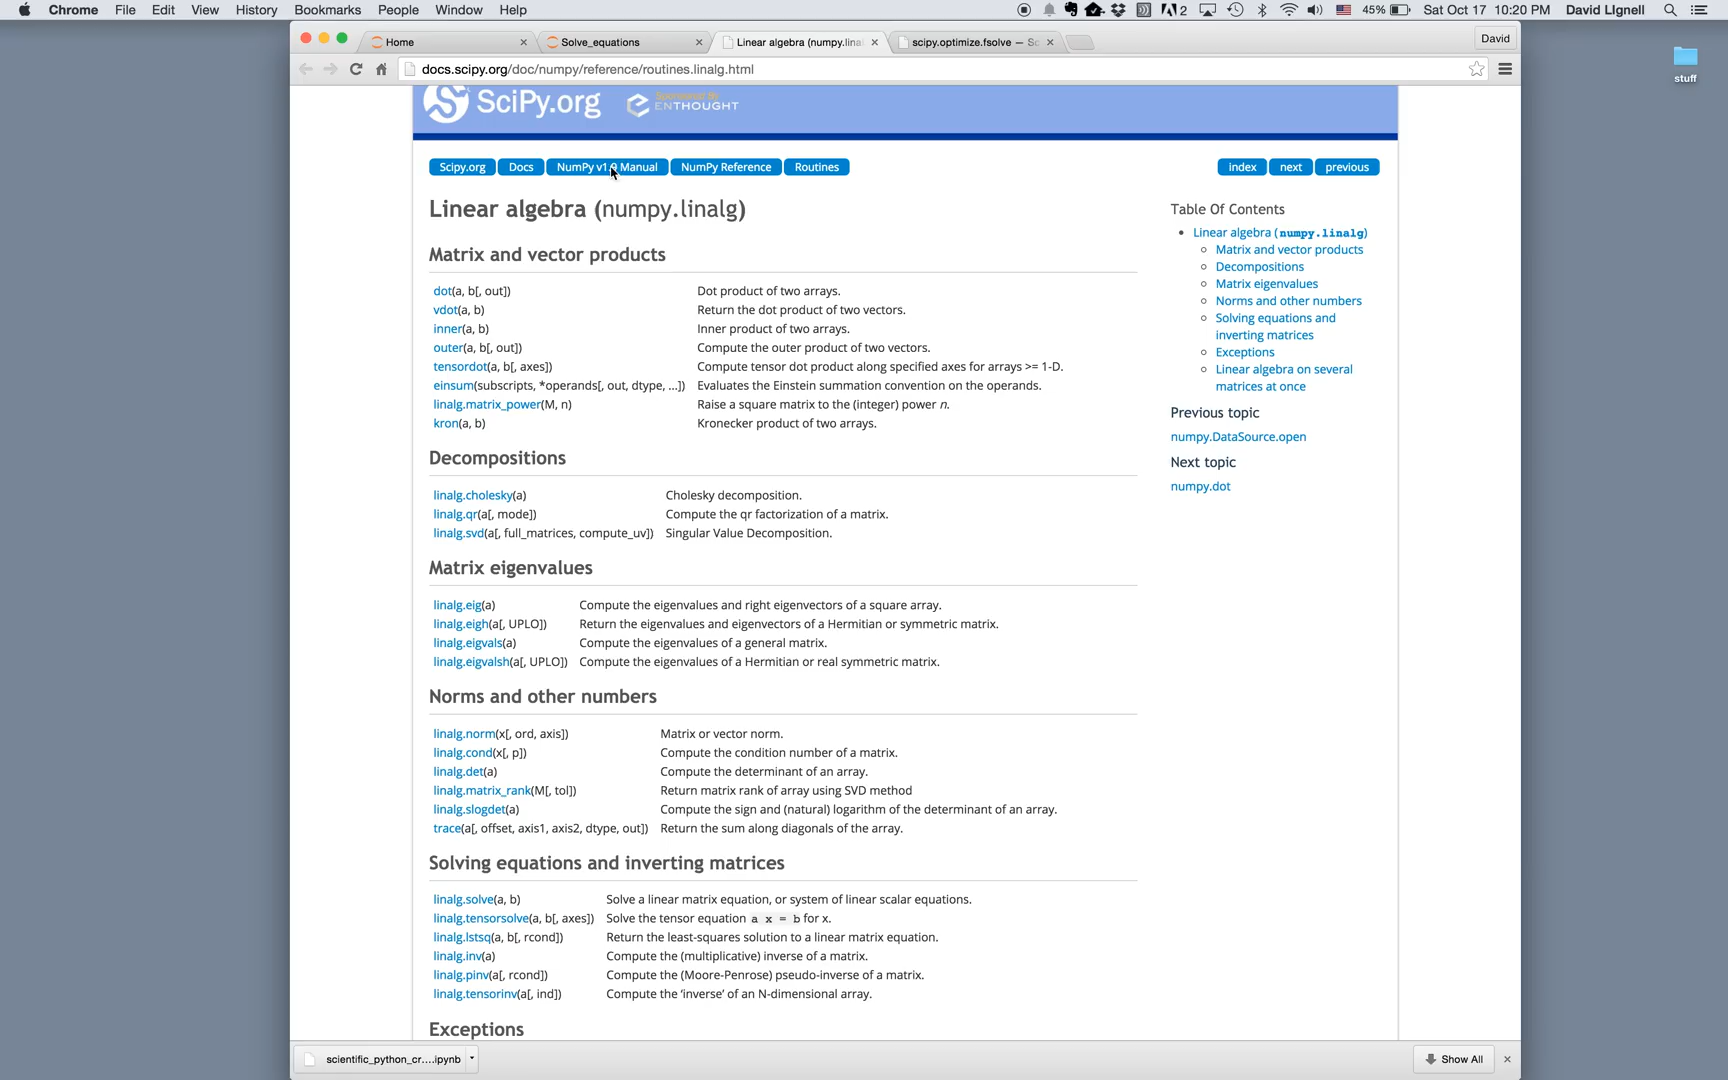 Chrome File Edit View History Bookmarks People Window Help
2 45% Sat Oct 17 10:20 PM David LIgnell
Home
Solve_equations
Linear algebra (numpy.lina
scipy.optimize.fsolve — Sc
David
docs.scipy.org/doc/numpy/reference/routines.linalg.html
stuff
SciPy.org
Sponsored By
ENTHOUGHT
Scipy.org Docs NumPy v1.9 Manual NumPy Reference Routines
index next previous
Linear algebra (numpy.linalg)
Matrix and vector products
dot(a, b[, out]) Dot product of two arrays.
vdot(a, b) Return the dot product of two vectors.
inner(a, b) Inner product of two arrays.
outer(a, b[, out]) Compute the outer product of two vectors.
tensordot(a, b[, axes]) Compute tensor dot product along specified axes for arrays >= 1-D.
einsum(subscripts, *operands[, out, dtype, ...]) Evaluates the Einstein summation convention on the operands.
linalg.matrix_power(M, n) Raise a square matrix to the (integer) power n.
kron(a, b) Kronecker product of two arrays.
Decompositions
linalg.cholesky(a) Cholesky decomposition.
linalg.qr(a[, mode]) Compute the qr factorization of a matrix.
linalg.svd(a[, full_matrices, compute_uv]) Singular Value Decomposition.
Matrix eigenvalues
linalg.eig(a) Compute the eigenvalues and right eigenvectors of a square array.
linalg.eigh(a[, UPLO]) Return the eigenvalues and eigenvectors of a Hermitian or symmetric matrix.
linalg.eigvals(a) Compute the eigenvalues of a general matrix.
linalg.eigvalsh(a[, UPLO]) Compute the eigenvalues of a Hermitian or real symmetric matrix.
Norms and other numbers
linalg.norm(x[, ord, axis]) Matrix or vector norm.
linalg.cond(x[, p]) Compute the condition number of a matrix.
linalg.det(a) Compute the determinant of an array.
linalg.matrix_rank(M[, tol]) Return matrix rank of array using SVD method
linalg.slogdet(a) Compute the sign and (natural) logarithm of the determinant of an array.
trace(a[, offset, axis1, axis2, dtype, out]) Return the sum along diagonals of the array.
Solving equations and inverting matrices
linalg.solve(a, b) Solve a linear matrix equation, or system of linear scalar equations.
linalg.tensorsolve(a, b[, axes]) Solve the tensor equation a x = b for x.
linalg.lstsq(a, b[, rcond]) Return the least-squares solution to a linear matrix equation.
linalg.inv(a) Compute the (multiplicative) inverse of a matrix.
linalg.pinv(a[, rcond]) Compute the (Moore-Penrose) pseudo-inverse of a matrix.
linalg.tensorinv(a[, ind]) Compute the ‘inverse’ of an N-dimensional array.
Exceptions
Table Of Contents
Linear algebra (numpy.linalg)
Matrix and vector products
Decompositions
Matrix eigenvalues
Norms and other numbers
Solving equations and
inverting matrices
Exceptions
Linear algebra on several
matrices at once
Previous topic
numpy.DataSource.open
Next topic
numpy.dot
scientific_python_cr....ipynb
Show All